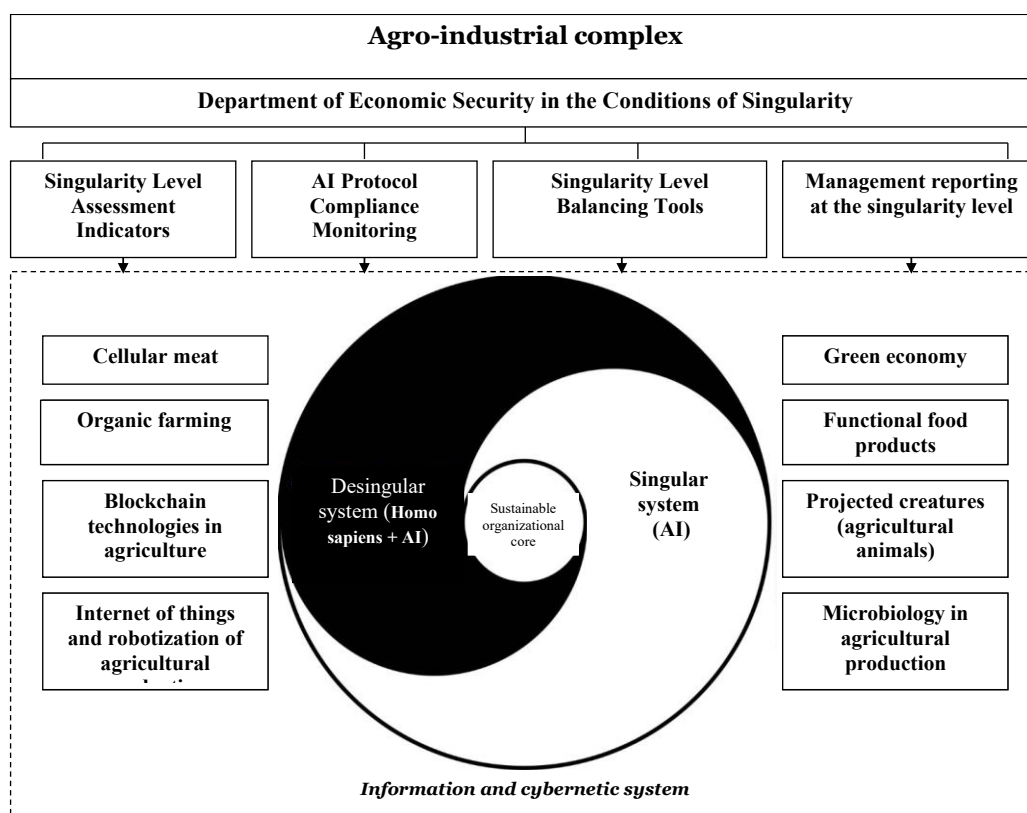 Agro-industrial complex
Department of Economic Security in the Conditions of Singularity
Singularity Level
Assessment
Indicators
AI Protocol
Compliance
Monitoring
Singularity Level
Balancing Tools
Management reporting
at the singularity level
Cellular meat
Organic farming
Blockchain
technologies in
agriculture
Internet of things
and robotization of
agricultural
Desingular
system (Homo
sapiens + AI)
Sustainable
organizational
core
Singular
system
(AI)
Green economy
Functional food
products
Projected creatures
(agricultural
animals)
Microbiology in
agricultural
production
Information and cybernetic system